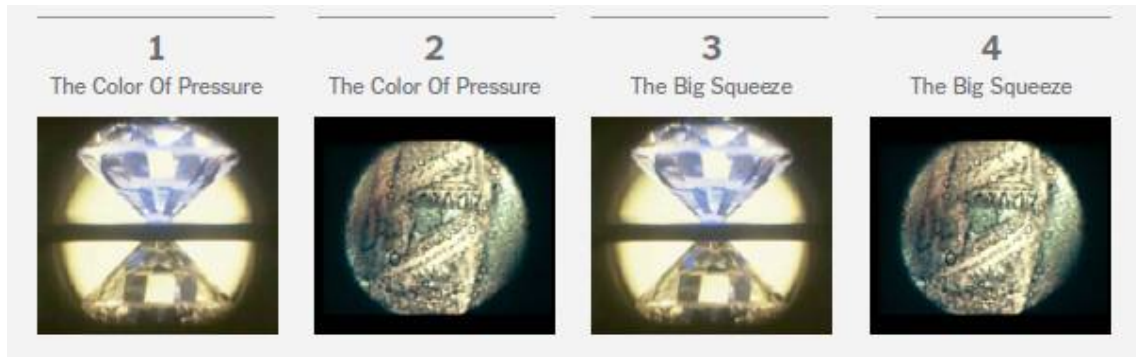 1
The Color Of Pressure
2
The Color Of Pressure
3
The Big Squeeze
4
The Big Squeeze